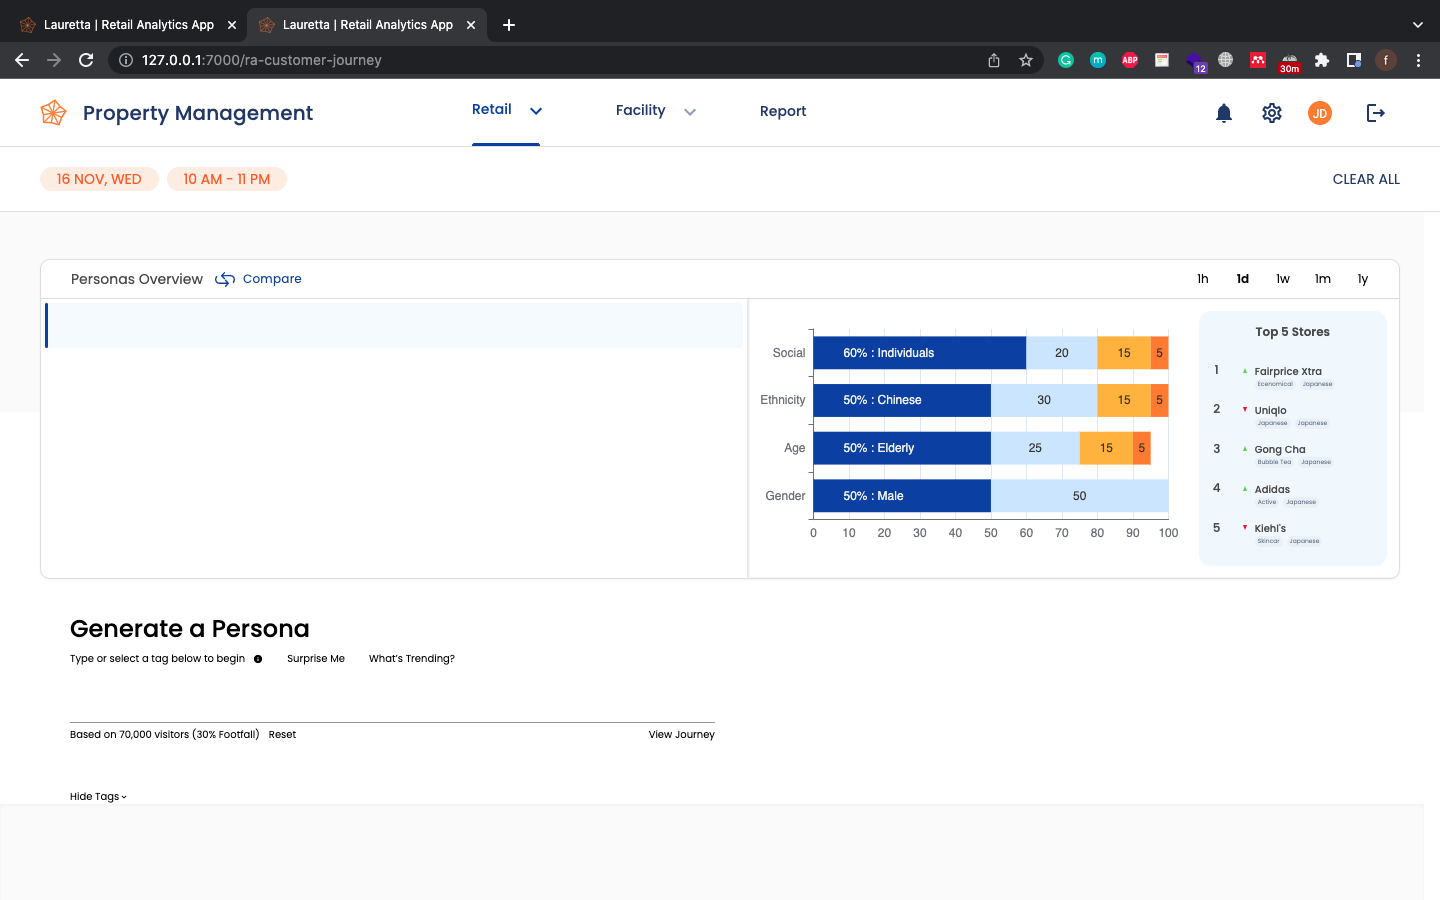 Lauretta | Retail Analytics App
Lauretta | Retail Analytics App
127.0.0.1:7000/ra-customer-journey
G
m
ABP
12
30m
f
Property Management
Retail
Facility
Report
JD
16 NOV, WED
10 AM - 11 PM
CLEAR ALL
Personas Overview
Compare
1h
1d
1w
1m
1y
Social
60% : Individuals
20
15
5
Ethnicity
50% : Chinese
30
15
5
Age
50% : Elderly
25
15
5
Gender
50% : Male
50
0 10 20 30 40 50 60 70 80 90 100
Top 5 Stores
1 Fairprice Xtra
Ecenomical Japanese
2 Uniqlo
Japanese Japanese
3 Gong Cha
Bubble Tea Japanese
4 Adidas
Active Japanese
5 Kiehl's
Skincar Japanese
Generate a Persona
Type or select a tag below to begin
Surprise Me
What's Trending?
Based on 70,000 visitors (30% Footfall)
Reset
View Journey
Hide Tags